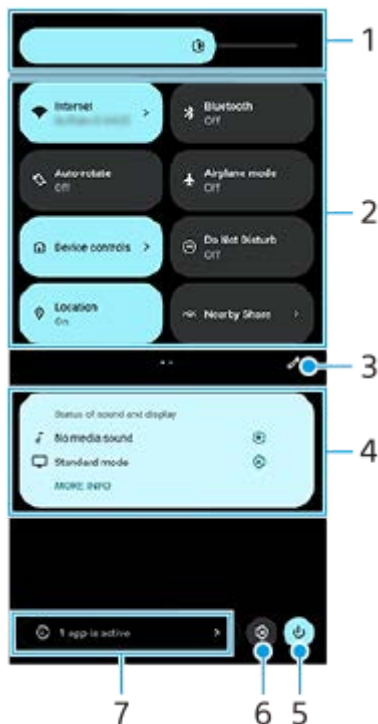 1
Internet
Bluetooth
Off
Auto-rotate
Off
Airplane mode
Off
2
Device controls
Do Not Disturb
Off
Location
On
Nearby Share
3
Status of sound and display
No media sound
4
Standard mode
MORE INFO
1 app is active
7
6
5